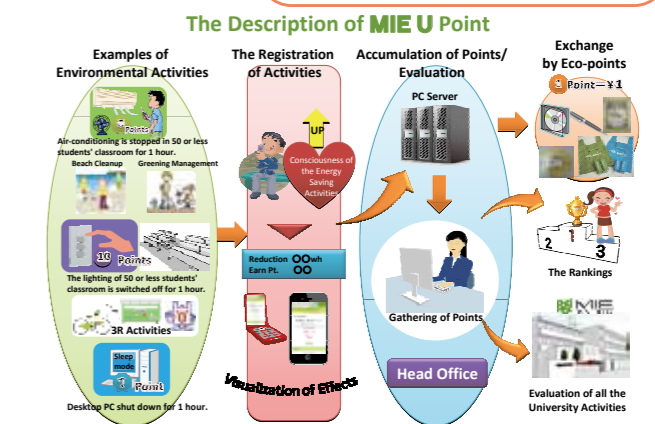 The Description of MIE U Point
Examples of
Environmental Activities
Points
Air-conditioning is stopped in 50 or less
students' classroom for 1 hour.
Beach Cleanup
Greening Management
10 Points
The lighting of 50 or less students'
classroom is switched off for 1 hour.
3R Activities
Sleep
mode
1 Point
Desktop PC shut down for 1 hour.
The Registration
of Activities
UP
Consciousness of
the Energy
Saving
Activities
Reduction OOwh
Earn Pt. OO
Visualization of Effects
Accumulation of Points/
Evaluation
PC Server
Gathering of Points
Head Office
Exchange
by Eco-points
1 Point=¥1
2 1 3
The Rankings
MIE
Evaluation of all the
University Activities